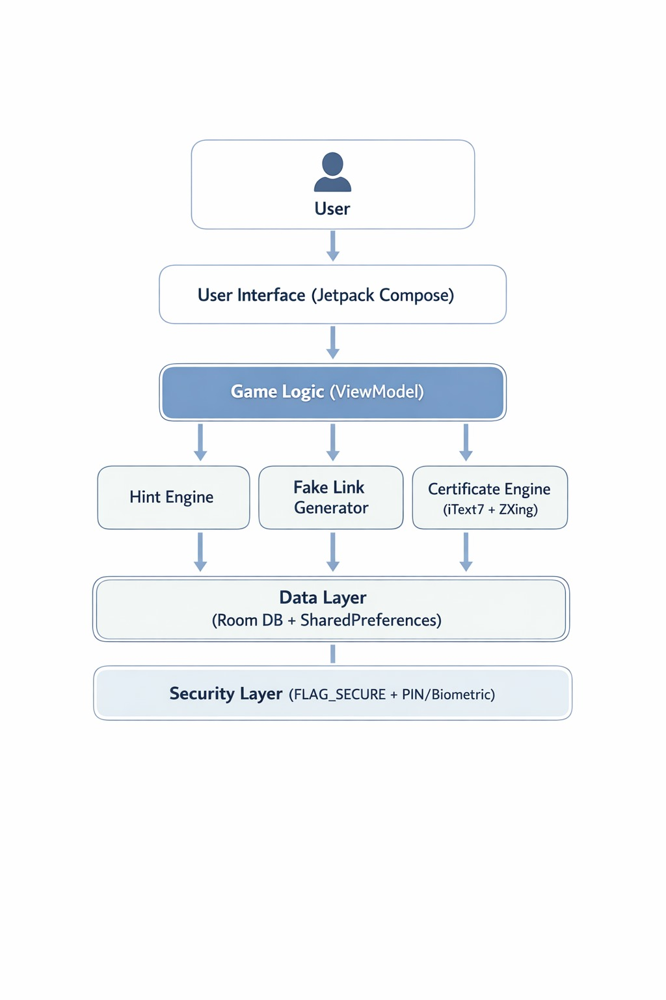 User
User Interface (Jetpack Compose)
Game Logic (ViewModel)
Hint Engine
Fake Link
Generator
Certificate Engine
(iText7 + ZXing)
Data Layer
(Room DB + SharedPreferences)
Security Layer (FLAG_SECURE + PIN/Biometric)